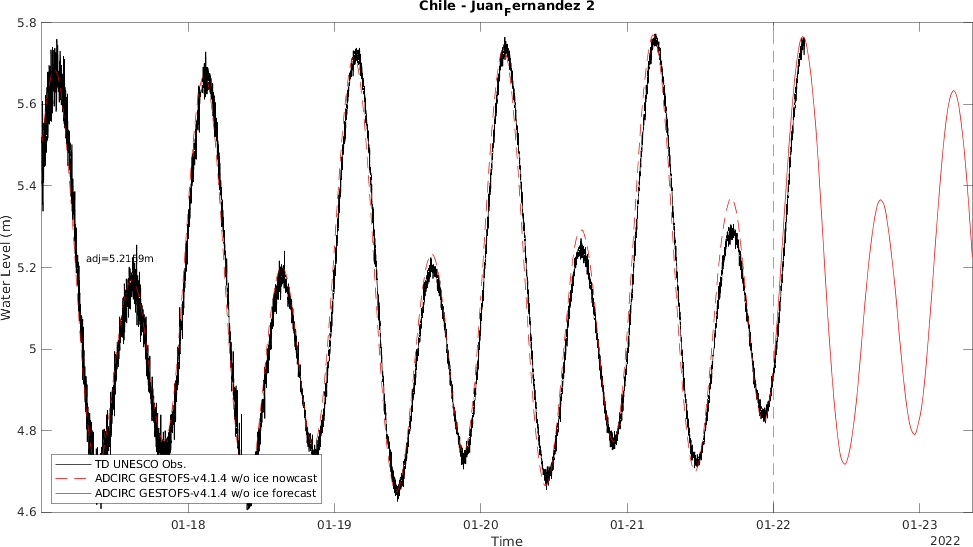 Chile - Juan_Fernandez 2
5.8
5.6
5.4
5.2
5
4.8
4.6
Water Level (m)
adj=5.2159m
TD UNESCO Obs.
ADCIRC GESTOFS-v4.1.4 w/o ice nowcast
ADCIRC GESTOFS-v4.1.4 w/o ice forecast
01-18 01-19 01-20 01-21 01-22 01-23
Time
2022